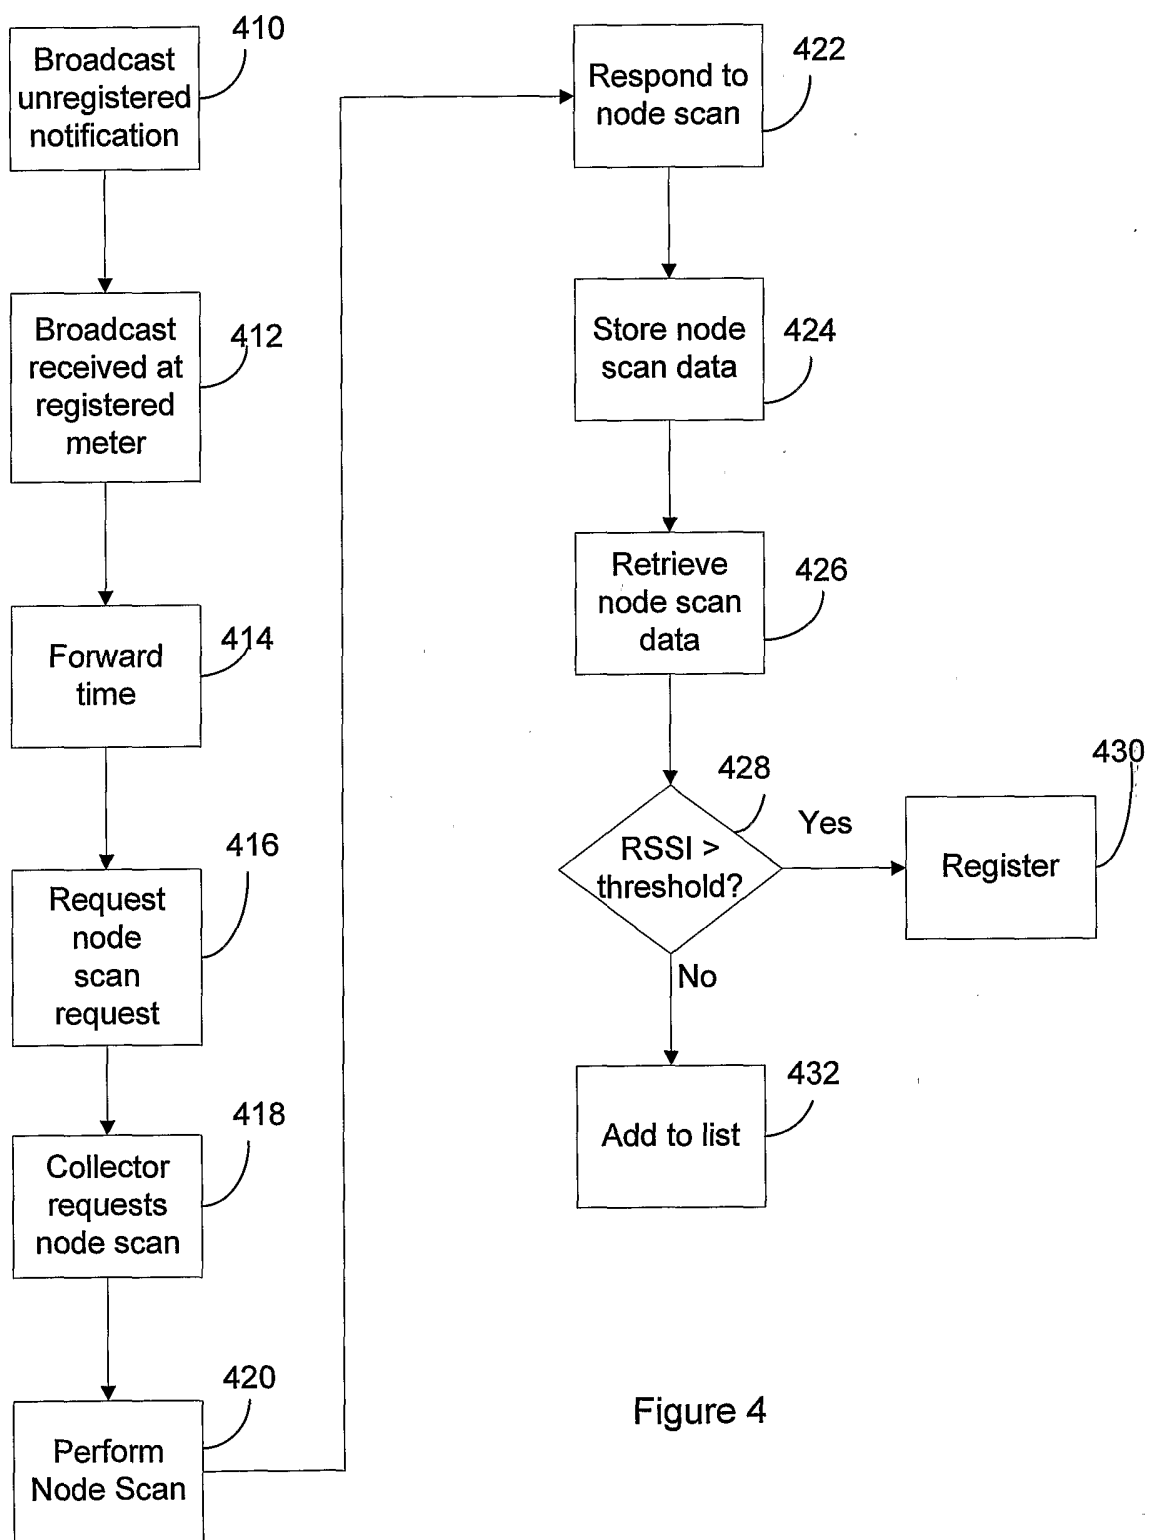 410
Broadcast
unregistered
notification
412
Broadcast
received at
registered
meter
414
Forward
time
416
Request
node
scan
request
418
Collector
requests
node scan
420
Perform
Node Scan
422
Respond to
node scan
424
Store node
scan data
426
Retrieve
node scan
data
428
RSSI >
threshold?
Yes
430
Register
No
432
Add to list
Figure 4